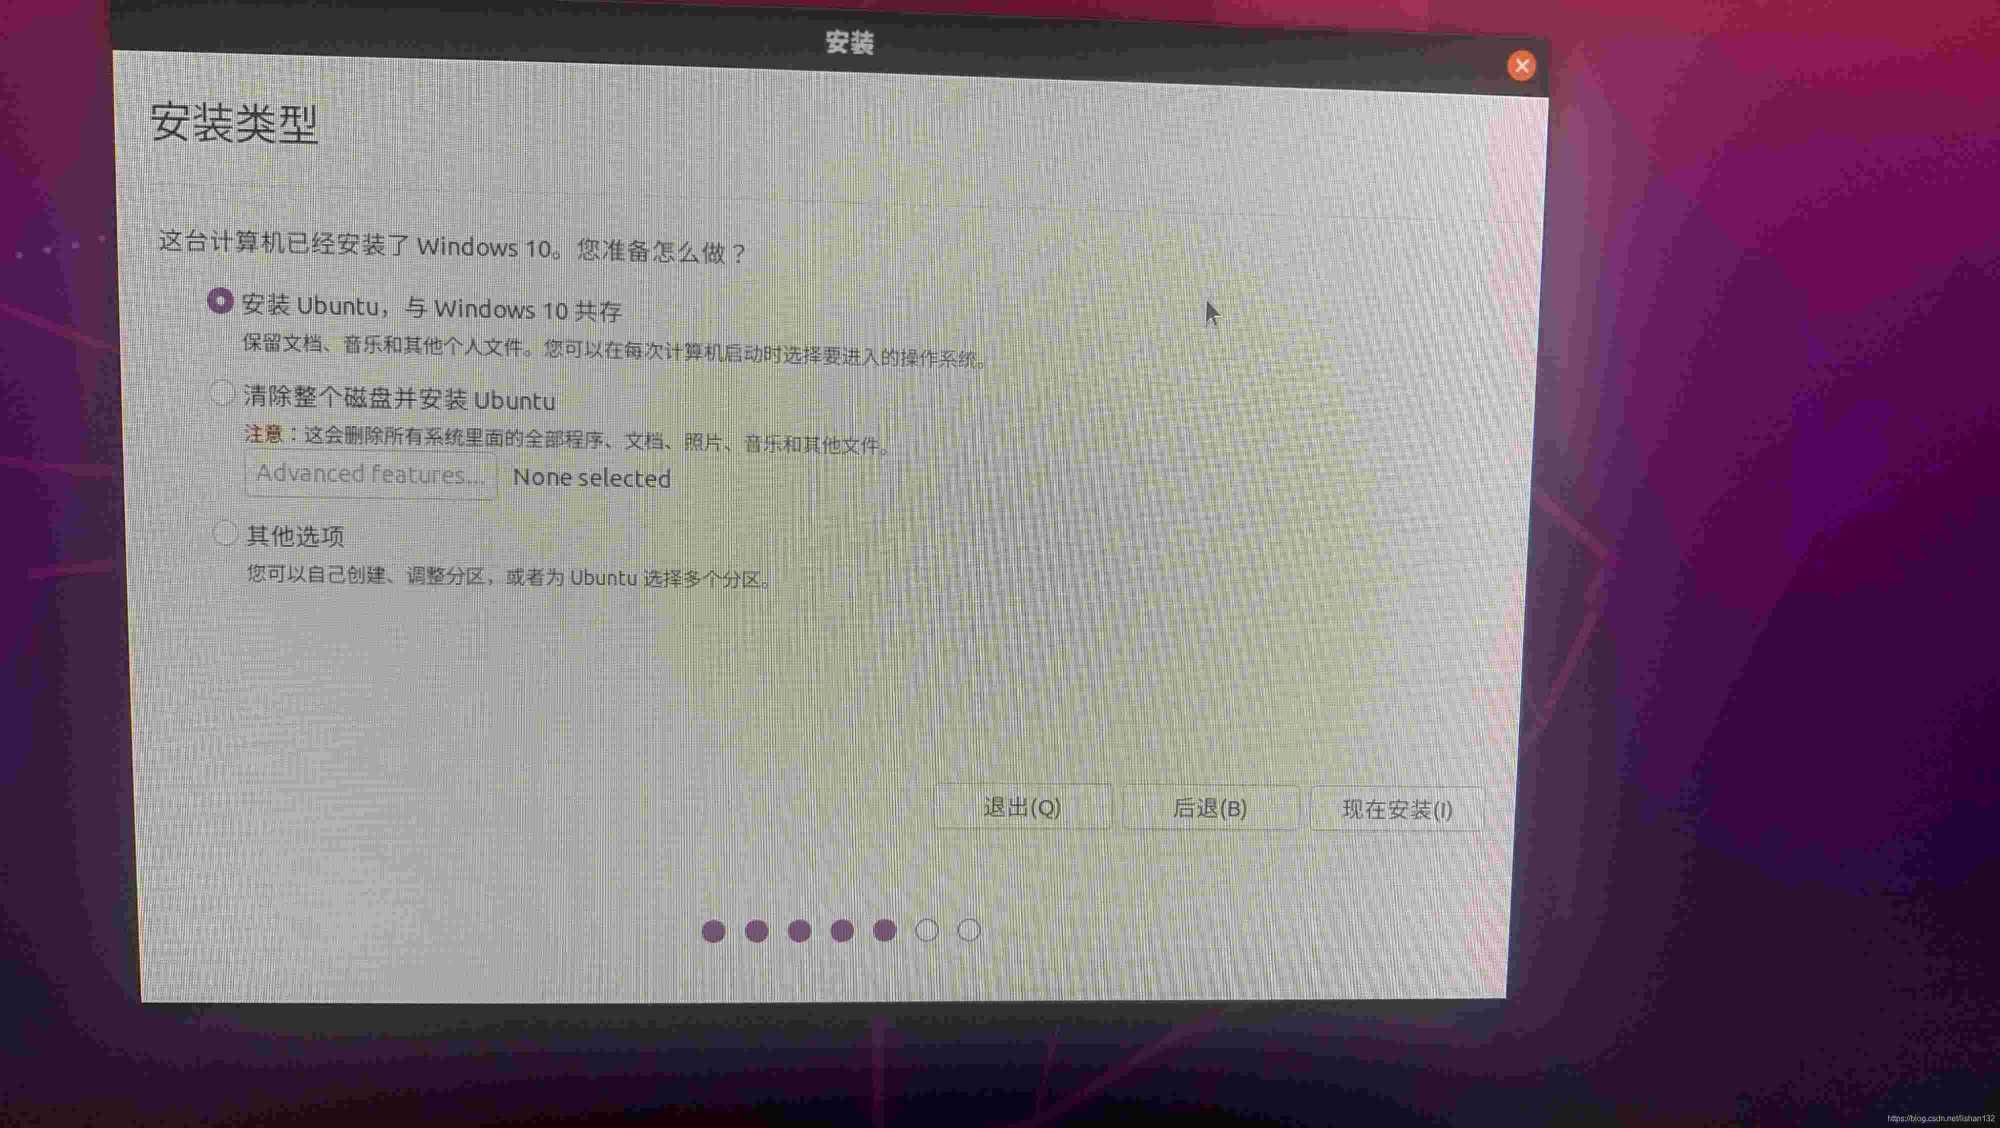 安装
安装类型
这台计算机已经安装了 Windows 10。您准备怎么做？
安装 Ubuntu，与 Windows 10 共存
保留文档、音乐和其他个人文件。您可以在每次计算机启动时选择要进入的操作系统。
清除整个磁盘并安装 Ubuntu
注意：这会删除所有系统里面的全部程序、文档、照片、音乐和其他文件。
Advanced features... None selected
其他选项
您可以自己创建、调整分区，或者为 Ubuntu 选择多个分区。
退出(Q) 后退(B) 现在安装(I)
https://blog.csdn.net/lishan132